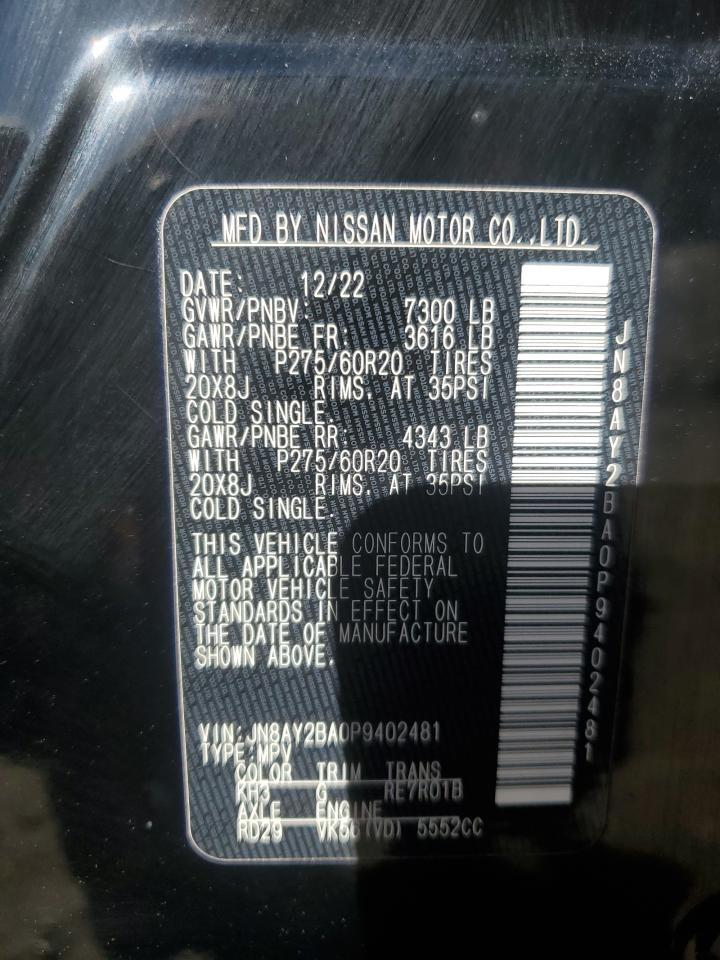 MFD BY NISSAN MOTOR CO.,LTD.
DATE: 12/22
GVWR/PNBV: 7300 LB
GAWR/PNBE FR: 3616 LB
WITH P275/60R20 TIRES
20X8J RIMS. AT 35PSI
COLD SINGLE.
GAWR/PNBE RR: 4343 LB
WITH P275/60R20 TIRES
20X8J RIMS. AT 35PSI
COLD SINGLE.
THIS VEHICLE CONFORMS TO
ALL APPLICABLE FEDERAL
MOTOR VEHICLE SAFETY
STANDARDS IN EFFECT ON
THE DATE OF MANUFACTURE
SHOWN ABOVE.
VIN:JN8AY2BA0P9402481
TYPE:MPV
COLOR TRIM TRANS
KH3 G RE7R01B
AXLE ENGINE
RD29 VK56(VD) 5552CC
JN8AY2BA0P9402481